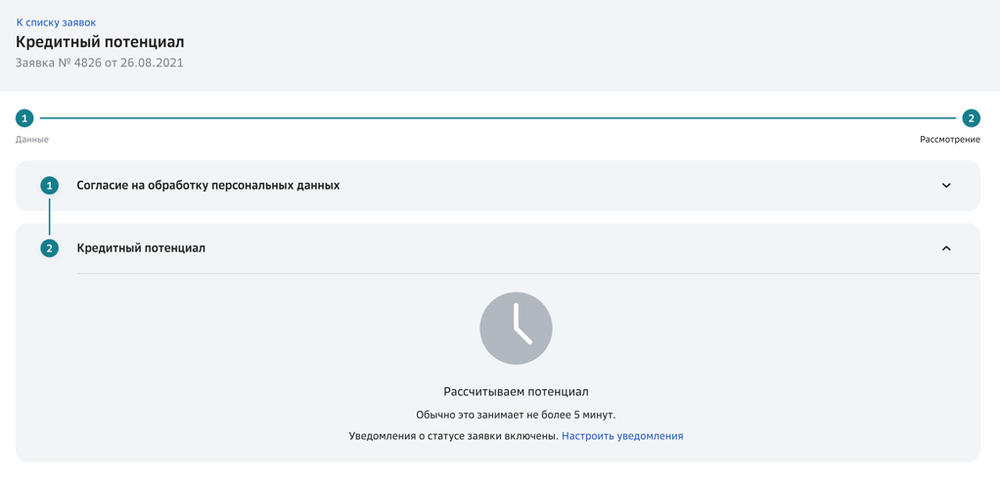 К списку заявок
Кредитный потенциал
Заявка № 4826 от 26.08.2021
1
2
Данные
Рассмотрение
1 Согласие на обработку персональных данных
2 Кредитный потенциал
Рассчитываем потенциал
Обычно это занимает не более 5 минут.
Уведомления о статусе заявки включены. Настроить уведомления